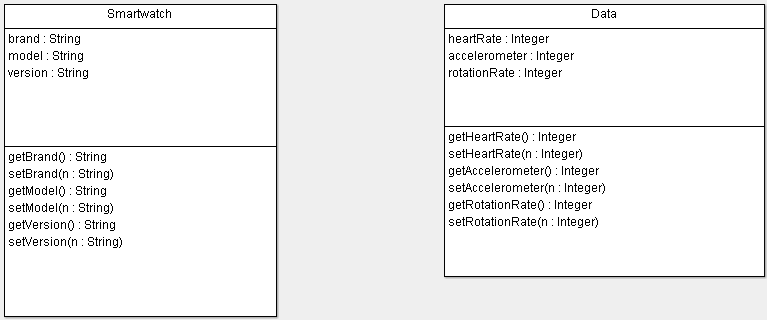 Smartwatch
brand : String
model : String
version : String
getBrand() : String
setBrand(n : String)
getModel() : String
setModel(n : String)
getVersion() : String
setVersion(n : String)
Data
heartRate : Integer
accelerometer : Integer
rotationRate : Integer
getHeartRate() : Integer
setHeartRate(n : Integer)
getAccelerometer() : Integer
setAccelerometer(n : Integer)
getRotationRate() : Integer
setRotationRate(n : Integer)